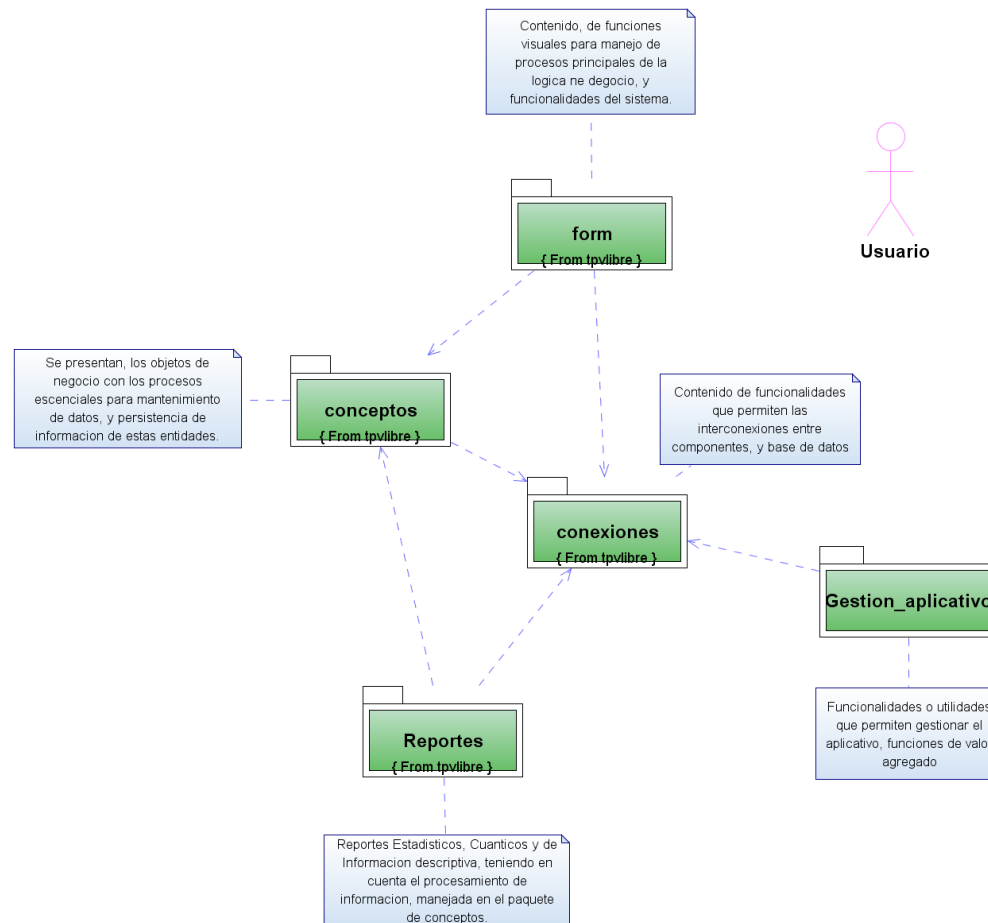 Contenido, de funciones
visuales para manejo de
procesos principales de la
logica ne degocio, y
funcionalidades del sistema.
Usuario
form
{ From tpvlibre }
Se presentan, los objetos de
negocio con los procesos
escenciales para mantenimiento
de datos, y persistencia de
informacion de estas entidades.
conceptos
{ From tpvlibre }
Contenido de funcionalidades
que permiten las
interconexiones entre
componentes, y base de datos
conexiones
{ From tpvlibre }
Gestion_aplicativo
Reportes
{ From tpvlibre }
Funcionalidades o utilidades
que permiten gestionar el
aplicativo, funciones de valor
agregado
Reportes Estadisticos, Cuanticos y de
Informacion descriptiva, teniendo en
cuenta el procesamiento de
informacion, manejada en el paquete
de conceptos.